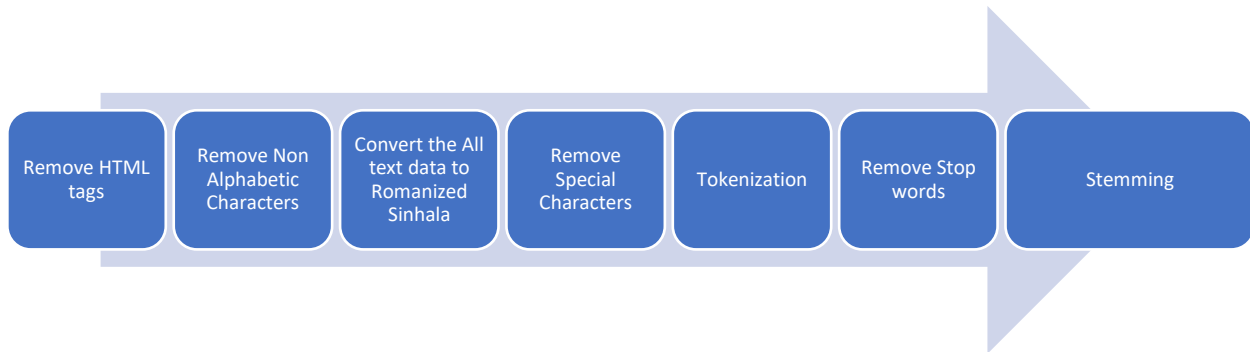 Remove HTML
tags
Remove Non
Alphabetic
Characters
Convert the All
text data to
Romanized
Sinhala
Remove
Special
Characters
Tokenization
Remove Stop
words
Stemming